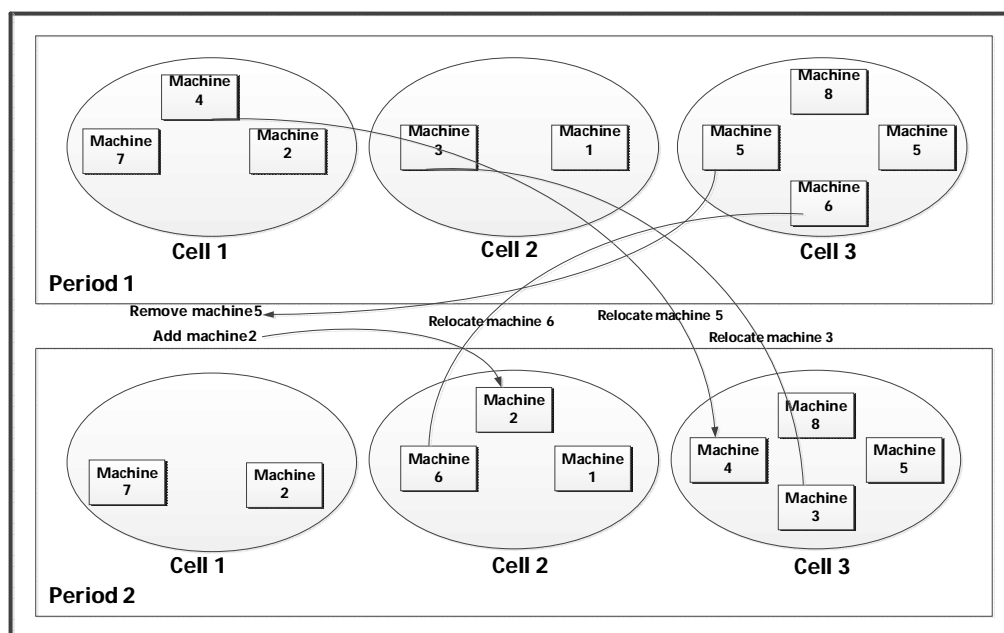 Machine
4
Machine
7
Machine
2
Cell 1
Machine
3
Machine
1
Cell 2
Machine
8
Machine
5
Machine
5
Machine
6
Cell 3
Period 1
Remove machine5
Add machine2
Relocate machine 6
Relocate machine 5
Relocate machine 3
Machine
7
Machine
2
Cell 1
Machine
2
Machine
6
Machine
1
Cell 2
Machine
8
Machine
4
Machine
5
Machine
3
Cell 3
Period 2